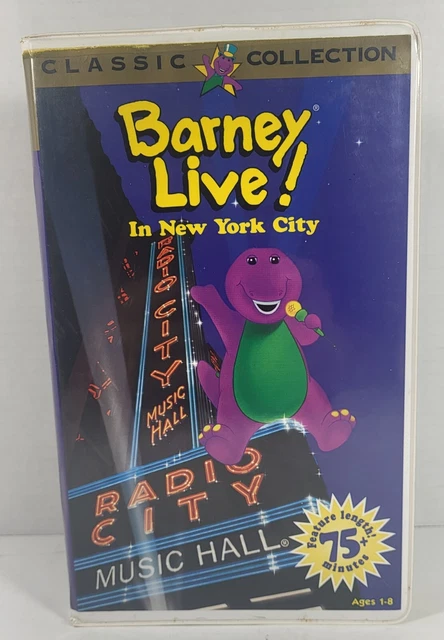 CLASSIC COLLECTION
Barney®
Live!
In New York City
RADIO CITY
MUSIC
HALL
RADIO
CITY
MUSIC HALL®
Feature length!
75+
minutes
Ages 1-8